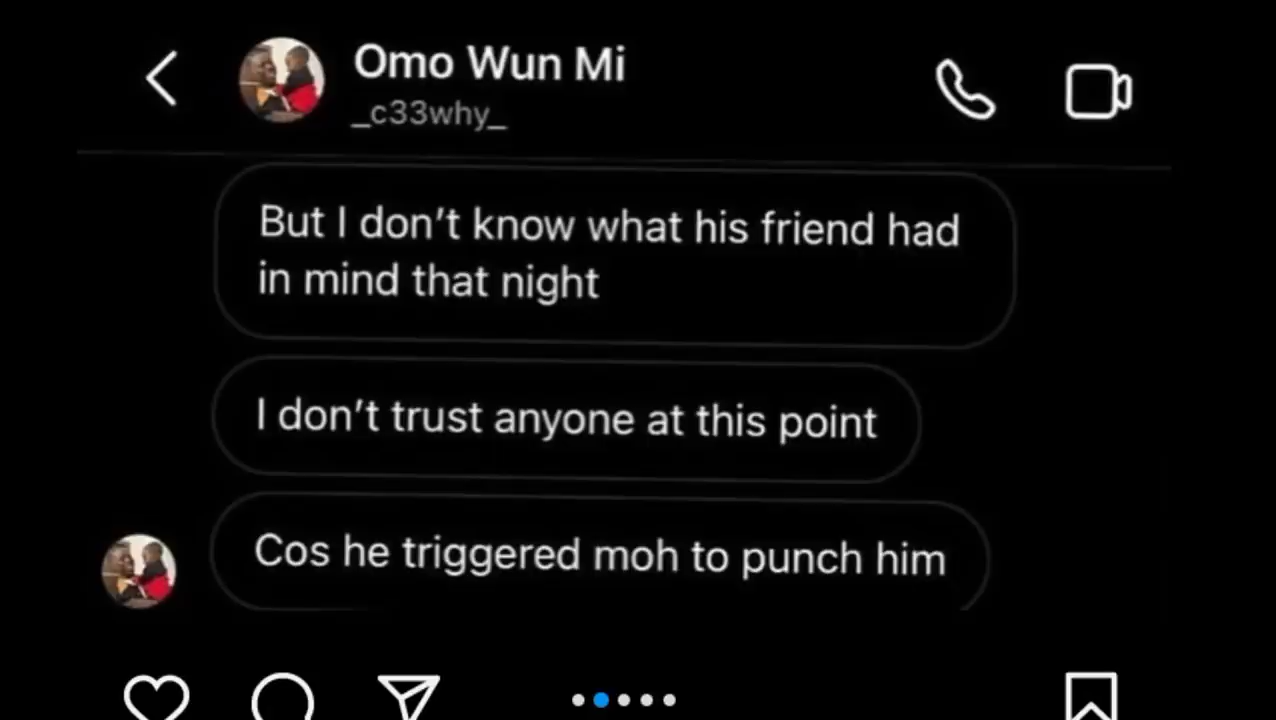 Omo Wun Mi
_c33why_
But I don't know what his friend had
in mind that night
I don't trust anyone at this point
Cos he triggered moh to punch him